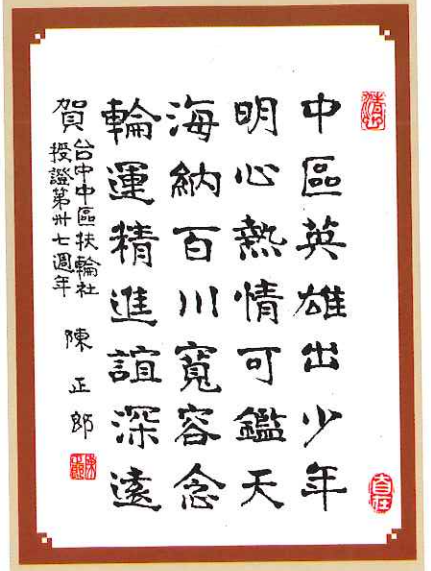 中區英雄出少年
明心熱情可鑑天
海納百川寬容念
輪運精進誼深遠
賀
台中中區扶輪社
授證第卅七週年
陳正郎
自在